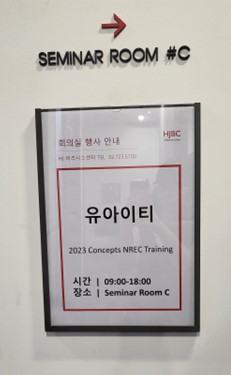 SEMINAR ROOM #C
회의실 행사 안내
HJBC
유아이티
2023 Concepts NREC Training
시간 | 09:00-18:00
장소 | Seminar Room C